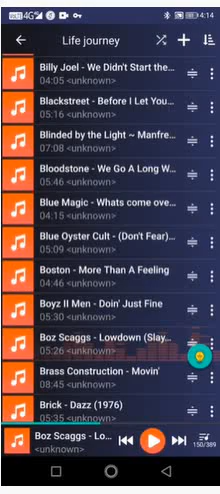 4G
4:14
Life journey
Billy Joel - We Didn't Start the...
04:05 <unknown>
Blackstreet - Before I Let You...
05:16 <unknown>
Blinded by the Light ~ Manfre...
07:08 <unknown>
Bloodstone - We Go A Long W...
05:46 <unknown>
Blue Magic - Whats come ove...
04:15 <unknown>
Blue Oyster Cult - (Don't Fear)...
05:09 <unknown>
Boston - More Than A Feeling
04:46 <unknown>
Boyz II Men - Doin' Just Fine
05:30 <unknown>
Boz Scaggs - Lowdown (Slay...
05:26 <unknown>
Brass Construction - Movin'
08:45 <unknown>
Brick - Dazz (1976)
05:35 <unknown>
Boz Scaggs - Lo...
<unknown>
150/389